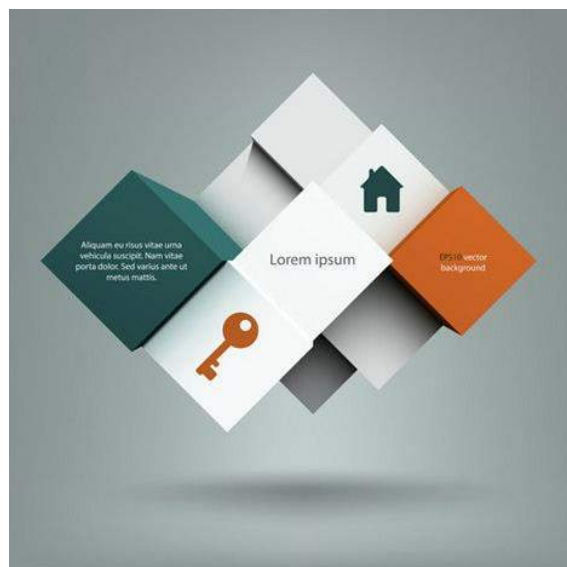 Aliquam eu risus vitae urna
vehicula suscipit. Nam vitae
porta dolor. Sed varius ante ut
metus mattis.
Lorem ipsum
EPS10 vector
background